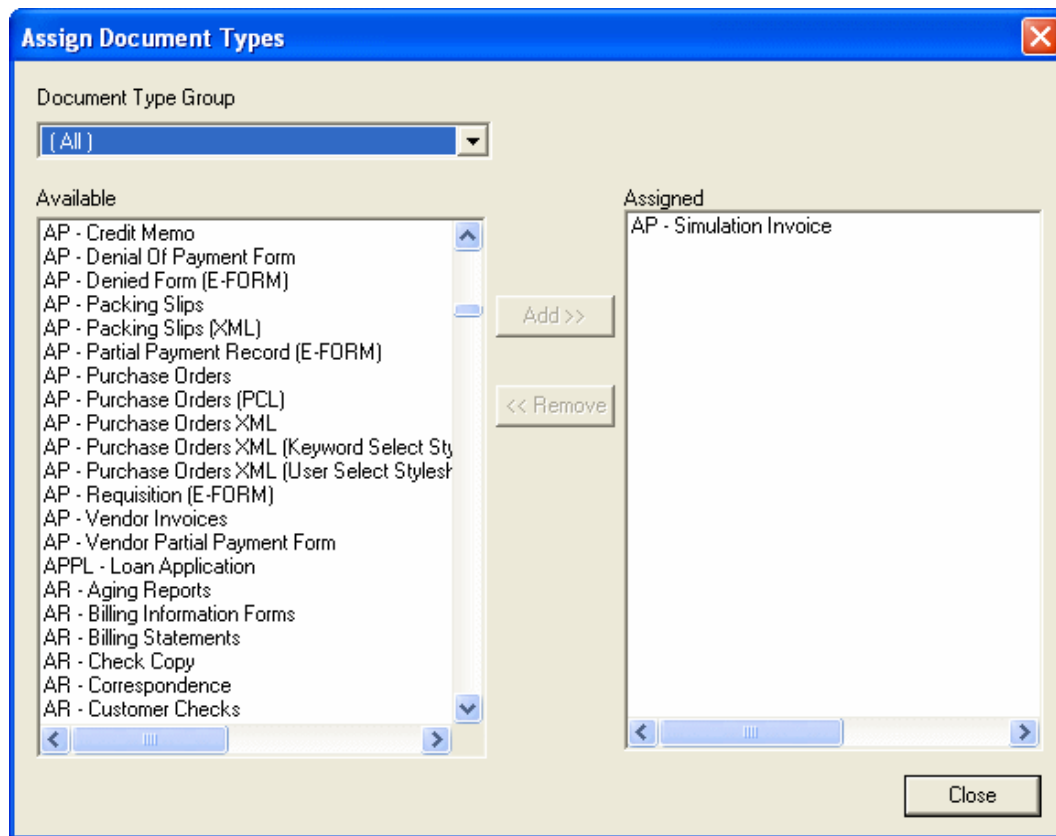 Assign Document Types
Document Type Group
( All )
Available
AP - Credit Memo
AP - Denial Of Payment Form
AP - Denied Form (E-FORM)
AP - Packing Slips
AP - Packing Slips (XML)
AP - Partial Payment Record (E-FORM)
AP - Purchase Orders
AP - Purchase Orders (PCL)
AP - Purchase Orders XML
AP - Purchase Orders XML (Keyword Select Sty
AP - Purchase Orders XML (User Select Stylesh
AP - Requisition (E-FORM)
AP - Vendor Invoices
AP - Vendor Partial Payment Form
APPL - Loan Application
AR - Aging Reports
AR - Billing Information Forms
AR - Billing Statements
AR - Check Copy
AR - Correspondence
AR - Customer Checks
Add >>
<< Remove
Assigned
AP - Simulation Invoice
Close